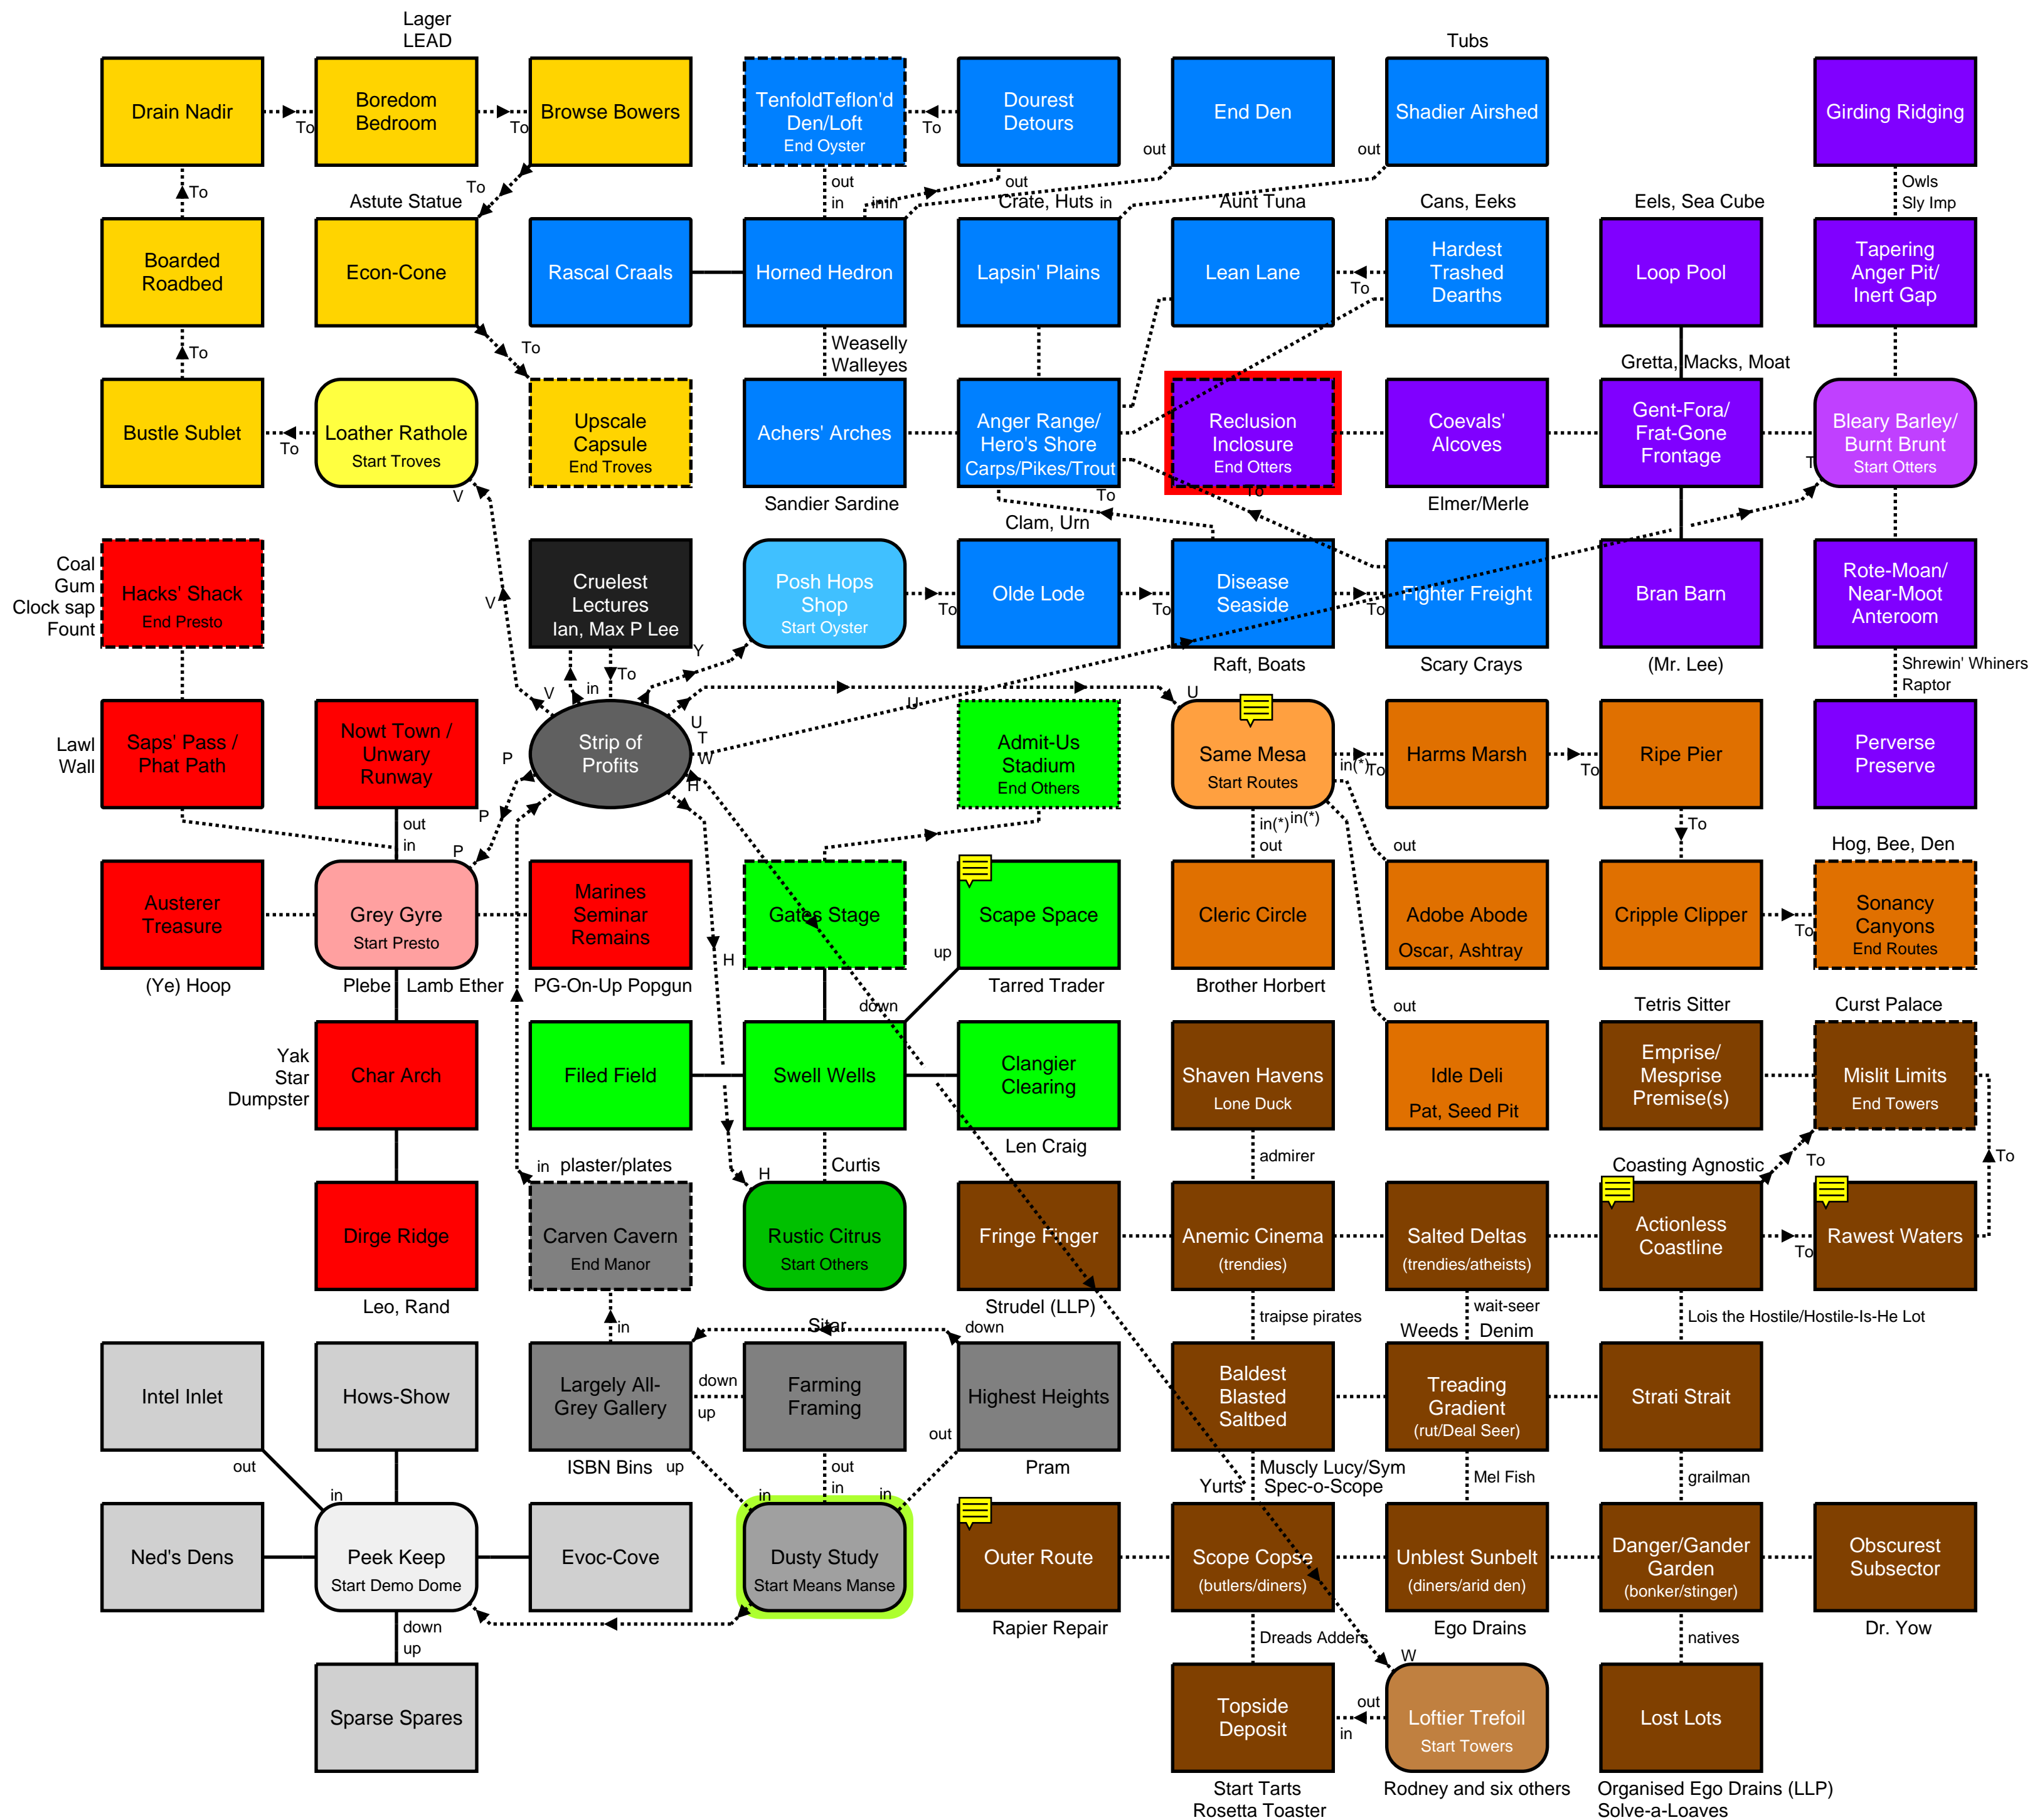 Lager
LEAD
Tubs
Drain Nadir
To
Boredom
Bedroom
To
Browse Bowers
TenfoldTeflon'd
Den/Loft
End Oyster
To
Dourest
Detours
End Den
Shadier Airshed
Girding Ridging
To
To
out
in
inin
out
out
out
in
Owls
Sly Imp
Astute Statue
Crate, Huts
Aunt Tuna
Cans, Eeks
Eels, Sea Cube
Boarded
Roadbed
Econ-Cone
Rascal Craals
Horned Hedron
Lapsin' Plains
Lean Lane
To
Hardest
Trashed
Dearths
Loop Pool
Tapering
Anger Pit/
Inert Gap
To
To
Weaselly
Walleyes
Gretta, Macks, Moat
Bustle Sublet
To
Loather Rathole
Start Troves
Upscale
Capsule
End Troves
Achers' Arches
Anger Range/
Hero's Shore
Carps/Pikes/Trout
Reclusion
Inclosure
End Otters
Coevals'
Alcoves
Gent-Fora/
Frat-Gone
Frontage
Bleary Barley/
Burnt Brunt
Start Otters
T
V
Sandier Sardine
To
To
Elmer/Merle
Clam, Urn
Coal
Gum
Clock sap
Fount
Hacks' Shack
End Presto
V
Cruelest
Lectures
Ian, Max P Lee
Posh Hops
Shop
Start Oyster
To
Olde Lode
To
Disease
Seaside
To
Fighter Freight
Bran Barn
Rote-Moan/
Near-Moot
Anteroom
Y
To
in
V
Raft, Boats
Scary Crays
(Mr. Lee)
Shrewin' Whiners
Raptor
U
U
Lawl
Wall
Saps' Pass /
Phat Path
Nowt Town /
Unwary
Runway
P
Strip of
Profits
U
T
W
H
Admit-Us
Stadium
End Others
Same Mesa
Start Routes
in(*)
To
Harms Marsh
To
Ripe Pier
Perverse
Preserve
P
P
out
in
in(*)
in(*)
out
out
To
Hog, Bee, Den
Austerer
Treasure
Grey Gyre
Start Presto
Marines
Seminar
Remains
Gates Stage
Scape Space
Cleric Circle
Adobe Abode
Oscar, Ashtray
Cripple Clipper
To
Sonancy
Canyons
End Routes
H
up
down
(Ye) Hoop
Plebe
Lamb Ether
PG-On-Up Popgun
Tarred Trader
Brother Horbert
out
Tetris Sitter
Curst Palace
Yak
Star
Dumpster
Char Arch
Filed Field
Swell Wells
Clangier
Clearing
Shaven Havens
Lone Duck
Idle Deli
Pat, Seed Pit
Emprise/
Mesprise
Premise(s)
Mislit Limits
End Towers
in
plaster/plates
H
Curtis
Len Craig
admirer
Coasting Agnostic
To
To
Dirge Ridge
Carven Cavern
End Manor
Rustic Citrus
Start Others
Fringe Finger
Anemic Cinema
(trendies)
Salted Deltas
(trendies/atheists)
Actionless
Coastline
To
Rawest Waters
Leo, Rand
in
Sitar
down
Strudel (LLP)
traipse pirates
wait-seer
Weeds
Denim
Lois the Hostile/Hostile-Is-He Lot
Intel Inlet
Hows-Show
Largely All-
Grey Gallery
down
up
Farming
Framing
Highest Heights
Baldest
Blasted
Saltbed
Treading
Gradient
(rut/Deal Seer)
Strati Strait
out
in
ISBN Bins
up
in
out
in
in
out
Pram
Yurts
Muscly Lucy/Sym
Spec-o-Scope
Mel Fish
grailman
Ned's Dens
Peek Keep
Start Demo Dome
Evoc-Cove
Dusty Study
Start Means Manse
Outer Route
Scope Copse
(butlers/diners)
Unblest Sunbelt
(diners/arid den)
Danger/Gander
Garden
(bonker/stinger)
Obscurest
Subsector
down
up
Rapier Repair
Dreads Adders
Ego Drains
W
natives
Dr. Yow
Sparse Spares
Topside
Deposit
out
in
Loftier Trefoil
Start Towers
Lost Lots
Start Tarts
Rosetta Toaster
Rodney and six others
Organised Ego Drains (LLP)
Solve-a-Loaves